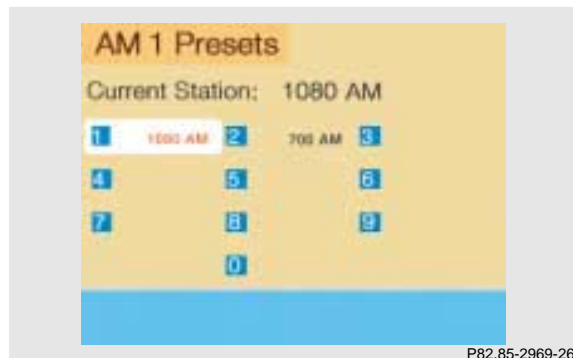 AM 1 Presets
Current Station: 1080 AM
1 1080 AM 2 700 AM 3
4 5 6
7 8 9
0
P82.85-2969-26